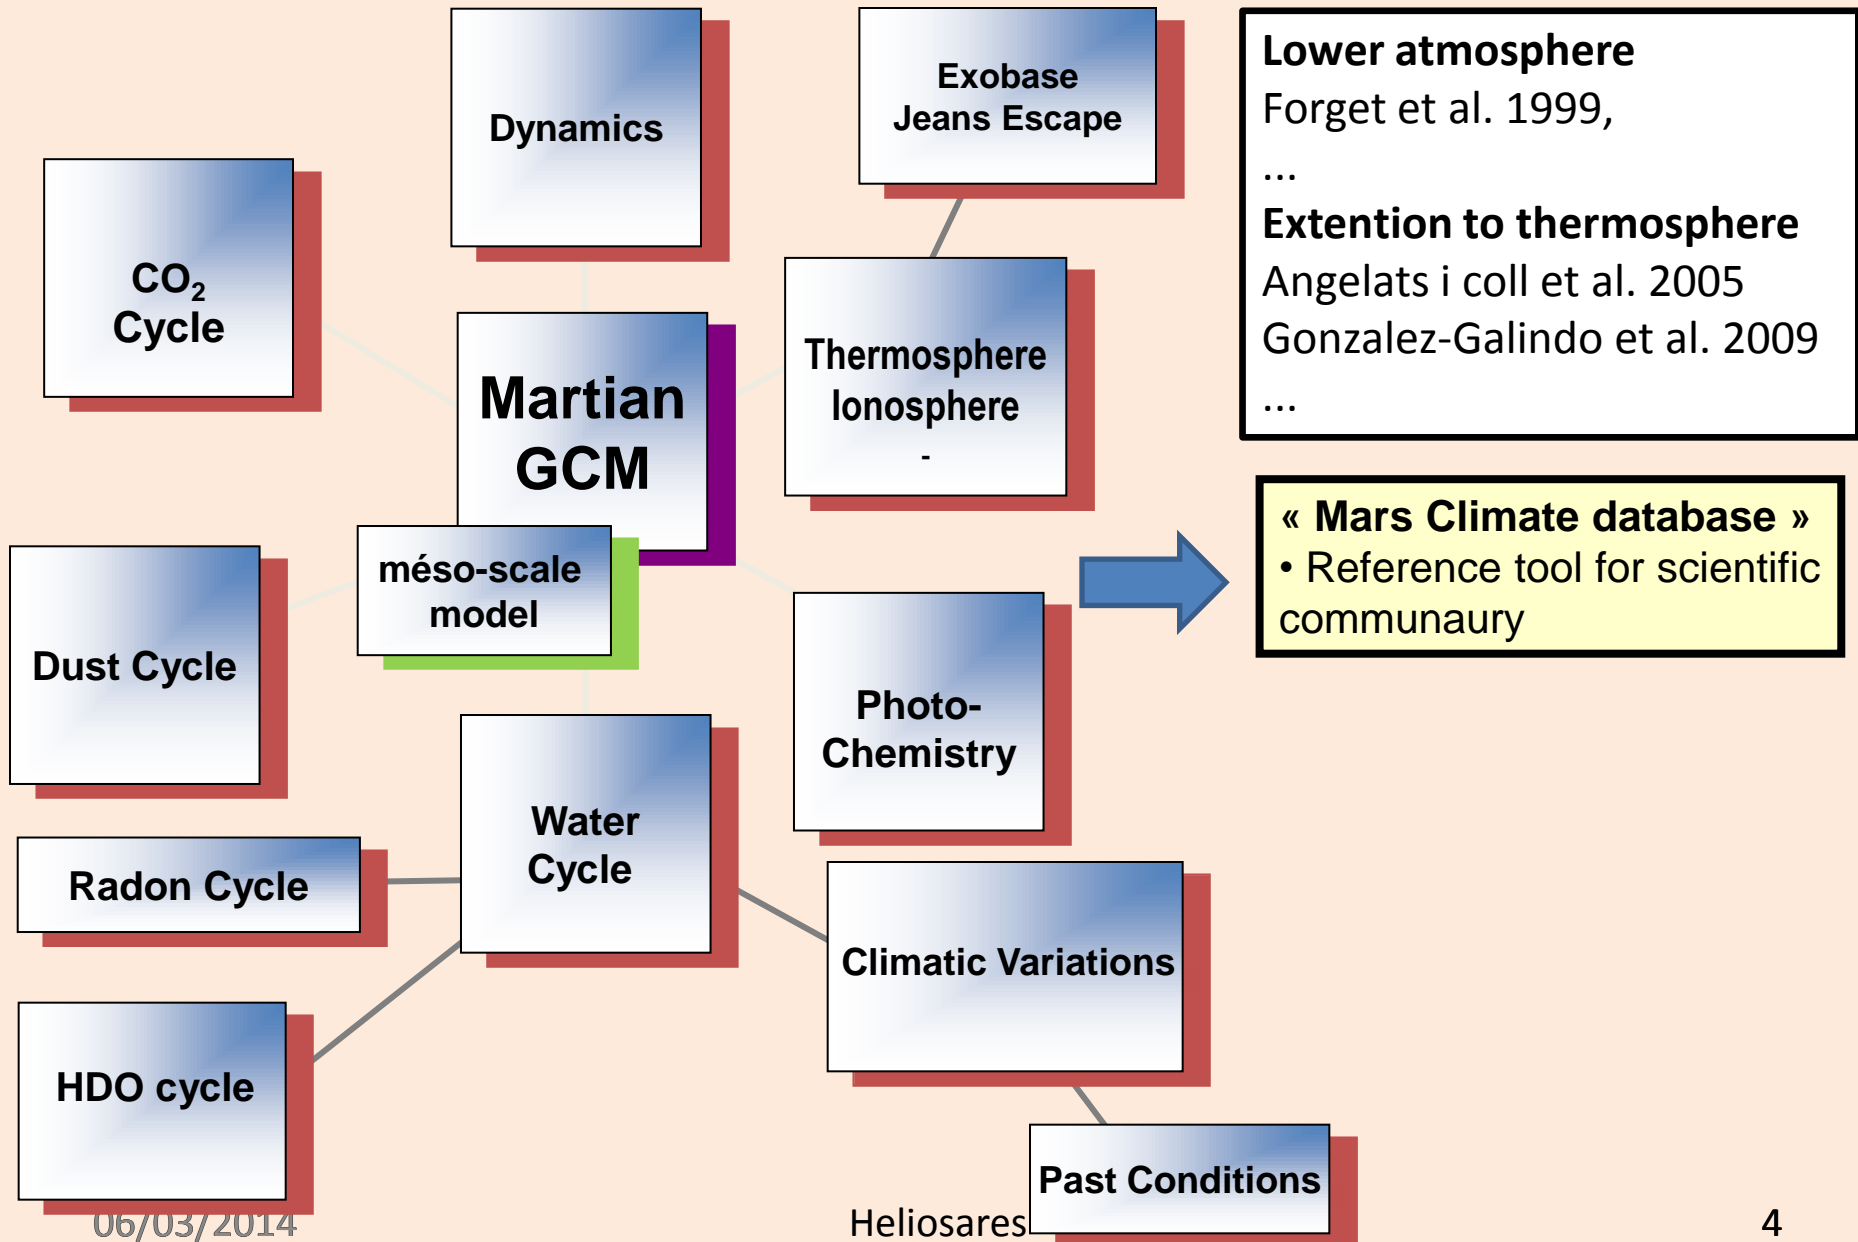 Dynamics
Exobase
Jeans Escape
Lower atmosphere
Forget et al. 1999,
...
Extention to thermosphere
Angelats i coll et al. 2005
Gonzalez-Galindo et al. 2009
...
CO₂
Cycle
Martian
GCM
Thermosphere
Ionosphere
-
méso-scale
model
« Mars Climate database »
• Reference tool for scientific
communaury
Dust Cycle
Photo-
Chemistry
Water
Cycle
Radon Cycle
Climatic Variations
HDO cycle
Past Conditions
06/03/2014
Heliosares
4